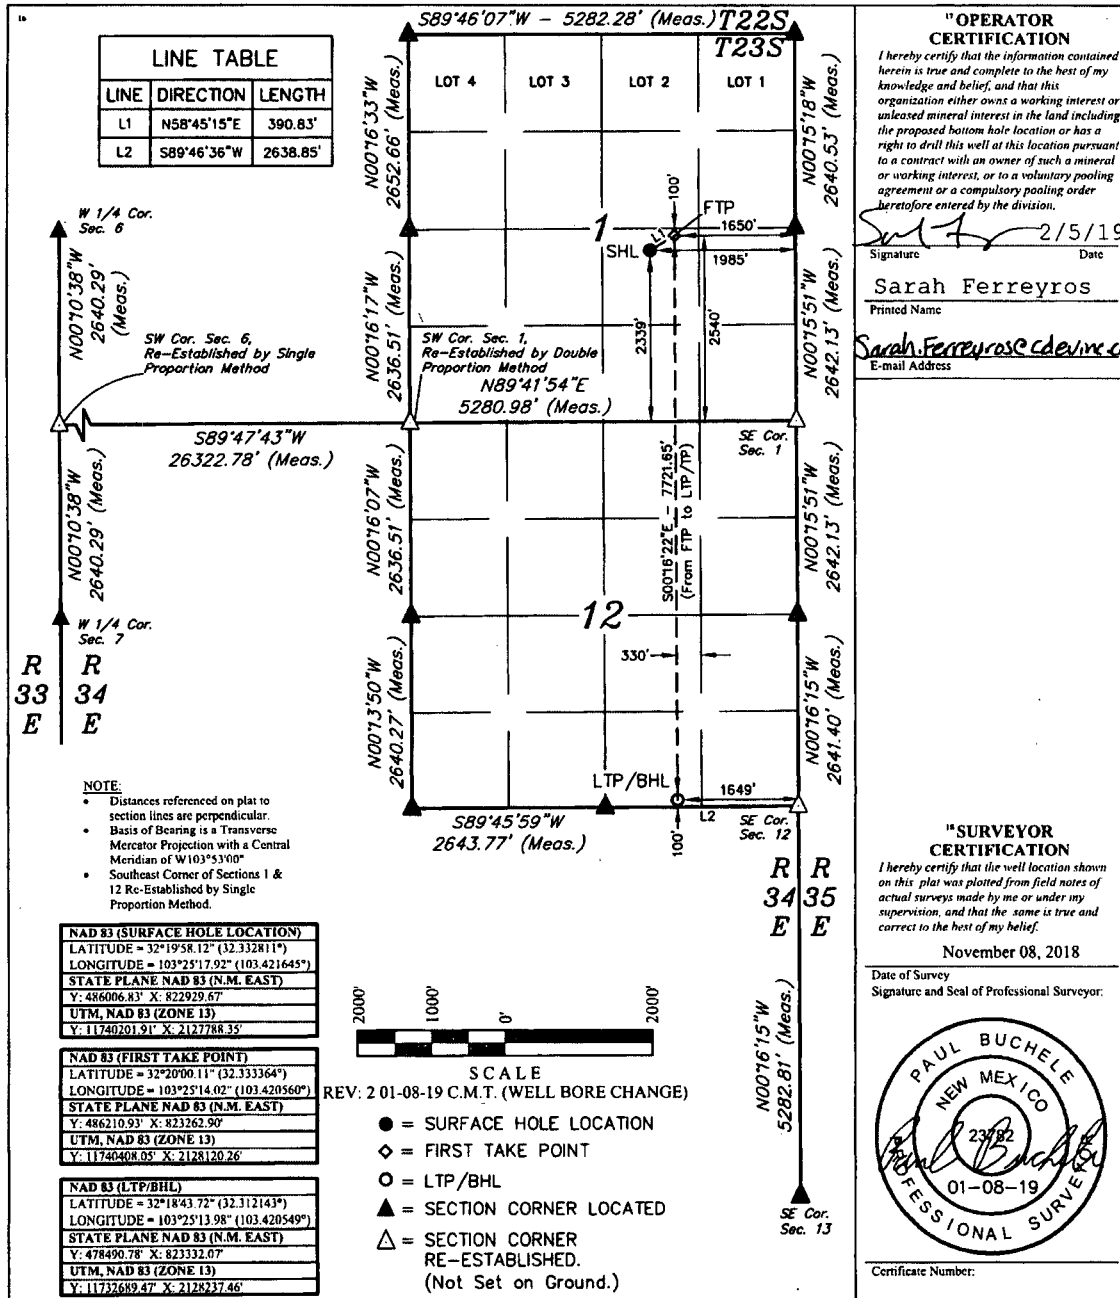 16
S89°46'07"W - 5282.28' (Meas.) T22S
T23S
LINE TABLE
LINE DIRECTION LENGTH
L1 N58°45'15"E 390.83'
L2 S89°46'36"W 2638.85'
LOT 4 LOT 3 LOT 2 LOT 1
N00°16'33"W
2652.66' (Meas.)
N00°15'18"W
2640.53' (Meas.)
W 1/4 Cor.
Sec. 6
N00°10'38"W
2640.29'
(Meas.)
100'
FTP
1
1650'
L1
SHL
1985'
2339'
2540'
N00°16'17"W
2636.51' (Meas.)
N00°15'51"W
2642.13' (Meas.)
SW Cor. Sec. 6,
Re-Established by Single
Proportion Method
SW Cor. Sec. 1,
Re-Established by Double
Proportion Method
N89°41'54"E
5280.98' (Meas.)
S89°47'43"W
26322.78' (Meas.)
SE Cor.
Sec. 1
N00°10'38"W
2640.29' (Meas.)
N00°16'07"W
2636.51' (Meas.)
S00°16'22"E - 7721.65'
(From FTP to LTP/TP)
N00°15'51"W
2642.13' (Meas.)
W 1/4 Cor.
Sec. 7
12
330'
R R
33 34
E E
N00°13'50"W
2640.27' (Meas.)
N00°16'15"W
2641.40' (Meas.)
LTP/BHL
1649'
L2
100'
S89°45'59"W
2643.77' (Meas.)
SE Cor.
Sec. 12
R R
34 35
E E
N00°16'15"W
5282.81' (Meas.)
SE Cor.
Sec. 13
NOTE:
• Distances referenced on plat to
section lines are perpendicular.
• Basis of Bearing is a Transverse
Mercator Projection with a Central
Meridian of W103°53'00"
• Southeast Corner of Sections 1 &
12 Re-Established by Single
Proportion Method.
NAD 83 (SURFACE HOLE LOCATION)
LATITUDE = 32°19'58.12" (32.332811°)
LONGITUDE = 103°25'17.92" (103.421645°)
STATE PLANE NAD 83 (N.M. EAST)
Y: 486006.83' X: 822929.67'
UTM, NAD 83 (ZONE 13)
Y: 11740201.91' X: 2127788.35'
NAD 83 (FIRST TAKE POINT)
LATITUDE = 32°20'00.11" (32.333364°)
LONGITUDE = 103°25'14.02" (103.420560°)
STATE PLANE NAD 83 (N.M. EAST)
Y: 486210.93' X: 823262.90'
UTM, NAD 83 (ZONE 13)
Y: 11740408.05' X: 2128120.26'
NAD 83 (LTP/BHL)
LATITUDE = 32°18'43.72" (32.312143°)
LONGITUDE = 103°25'13.98" (103.420549°)
STATE PLANE NAD 83 (N.M. EAST)
Y: 478490.78' X: 823332.07'
UTM, NAD 83 (ZONE 13)
Y: 11732689.47' X: 2128237.46'
2000' 1000' 0' 2000'
SCALE
REV: 2 01-08-19 C.M.T. (WELL BORE CHANGE)
● = SURFACE HOLE LOCATION
◇ = FIRST TAKE POINT
○ = LTP/BHL
▲ = SECTION CORNER LOCATED
△ = SECTION CORNER
RE-ESTABLISHED.
(Not Set on Ground.)
17 OPERATOR
CERTIFICATION
I hereby certify that the information contained
herein is true and complete to the best of my
knowledge and belief, and that this
organization either owns a working interest or
unleased mineral interest in the land including
the proposed bottom hole location or has a
right to drill this well at this location pursuant
to a contract with an owner of such a mineral
or working interest, or to a voluntary pooling
agreement or a compulsory pooling order
heretofore entered by the division.
2/5/19
Signature Date
Sarah Ferreyros
Printed Name
Sarah.Ferreyros@cdevinc.c
E-mail Address
18 SURVEYOR
CERTIFICATION
I hereby certify that the well location shown
on this plat was plotted from field notes of
actual surveys made by me or under my
supervision, and that the same is true and
correct to the best of my belief.
November 08, 2018
Date of Survey
Signature and Seal of Professional Surveyor:
PAUL BUCHELE
NEW MEXICO
23782
01-08-19
PROFESSIONAL SURVEYOR
Certificate Number: